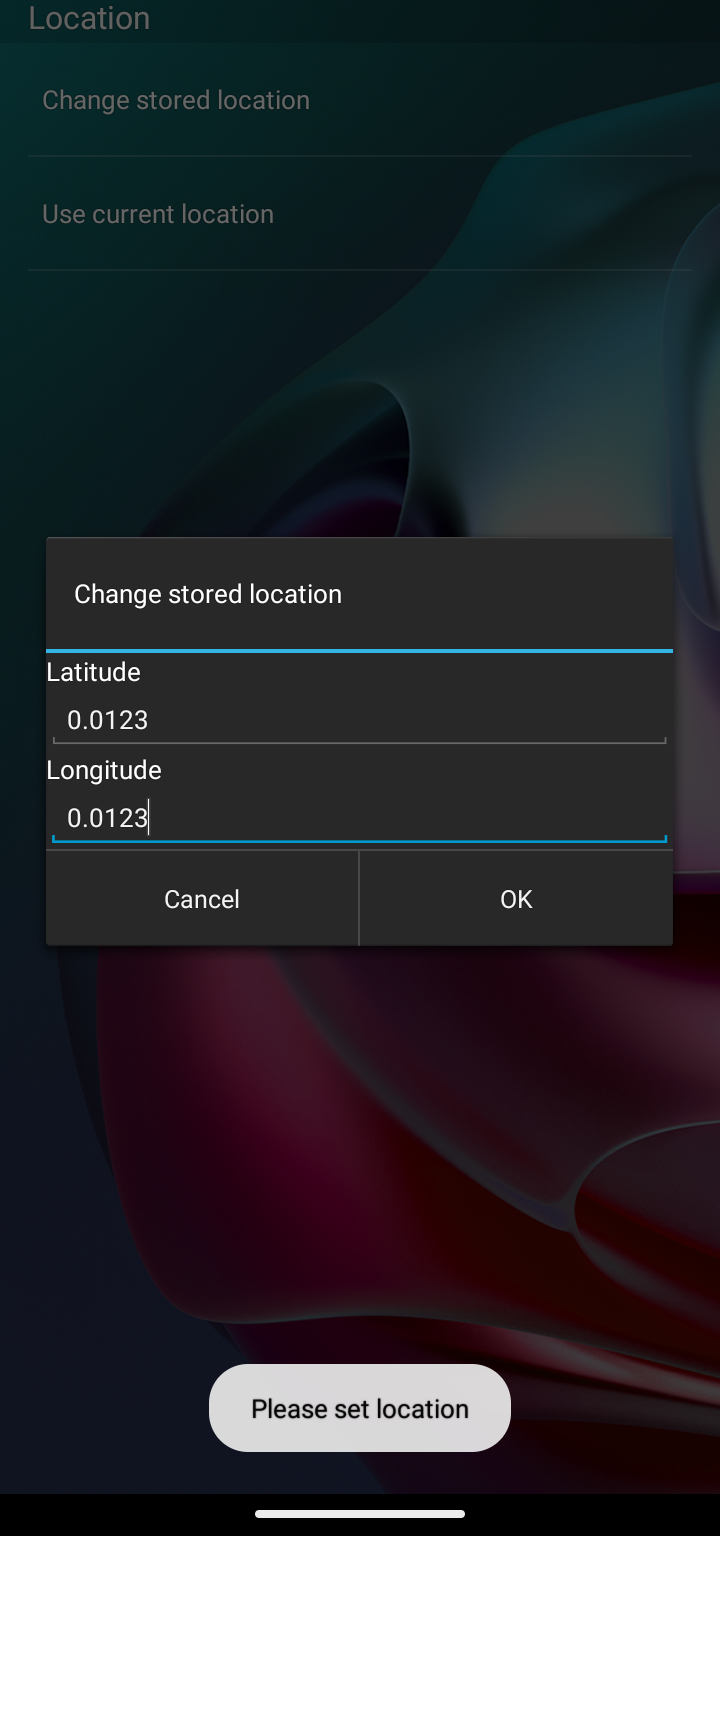 Location
Change stored location
Use current location
Change stored location
Latitude
0.0123
Longitude
0.0123
Cancel
OK
Please set location